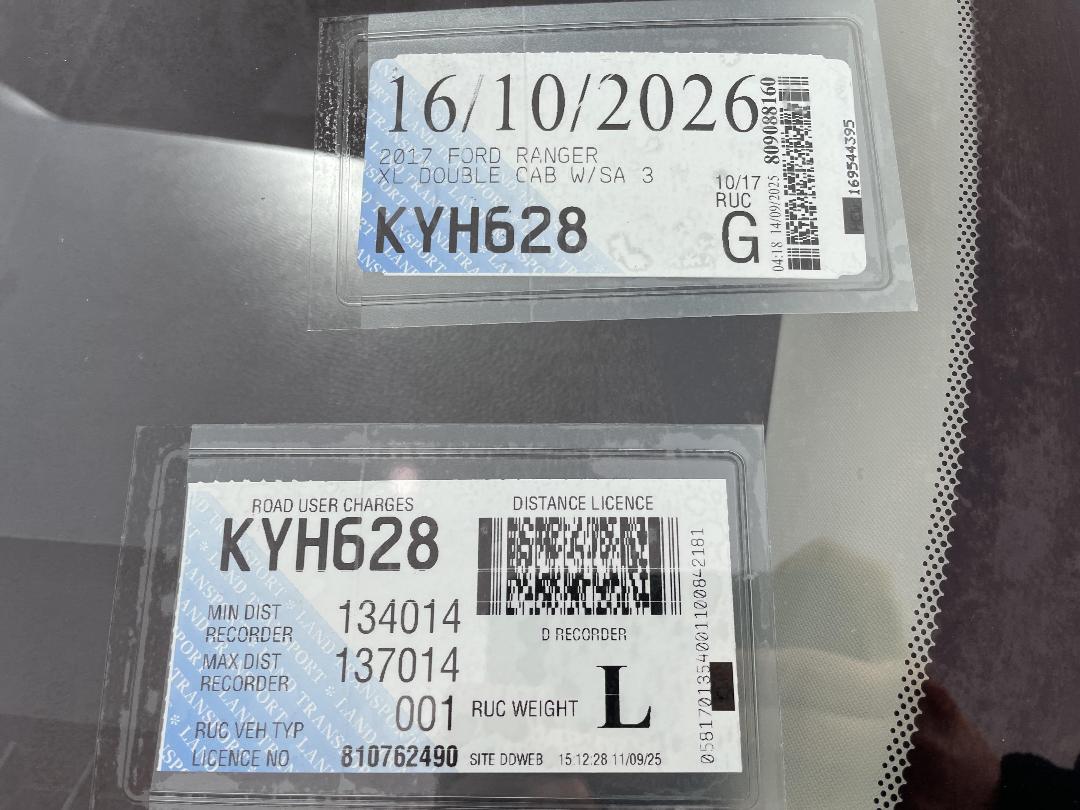 16/10/2026
2017 FORD RANGER
XL DOUBLE CAB W/SA 3
KYH628
10/17
RUC
G
04:18 14/09/2025 809088160
169544395
ROAD USER CHARGES
KYH628
DISTANCE LICENCE
MIN DIST
RECORDER
134014
D RECORDER
MAX DIST
RECORDER
137014
RUC VEH TYP
001
RUC WEIGHT
L
LICENCE NO
810762490
SITE DDWEB
15:12:28 11/09/25